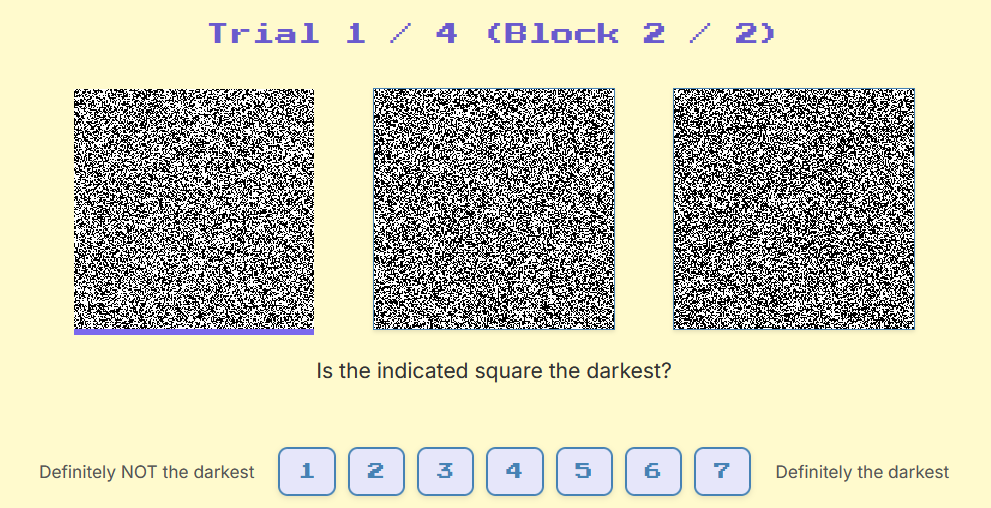 Trial 1 / 4 (Block 2 / 2)
Is the indicated square the darkest?
Definitely NOT the darkest 1 2 3 4 5 6 7 Definitely the darkest